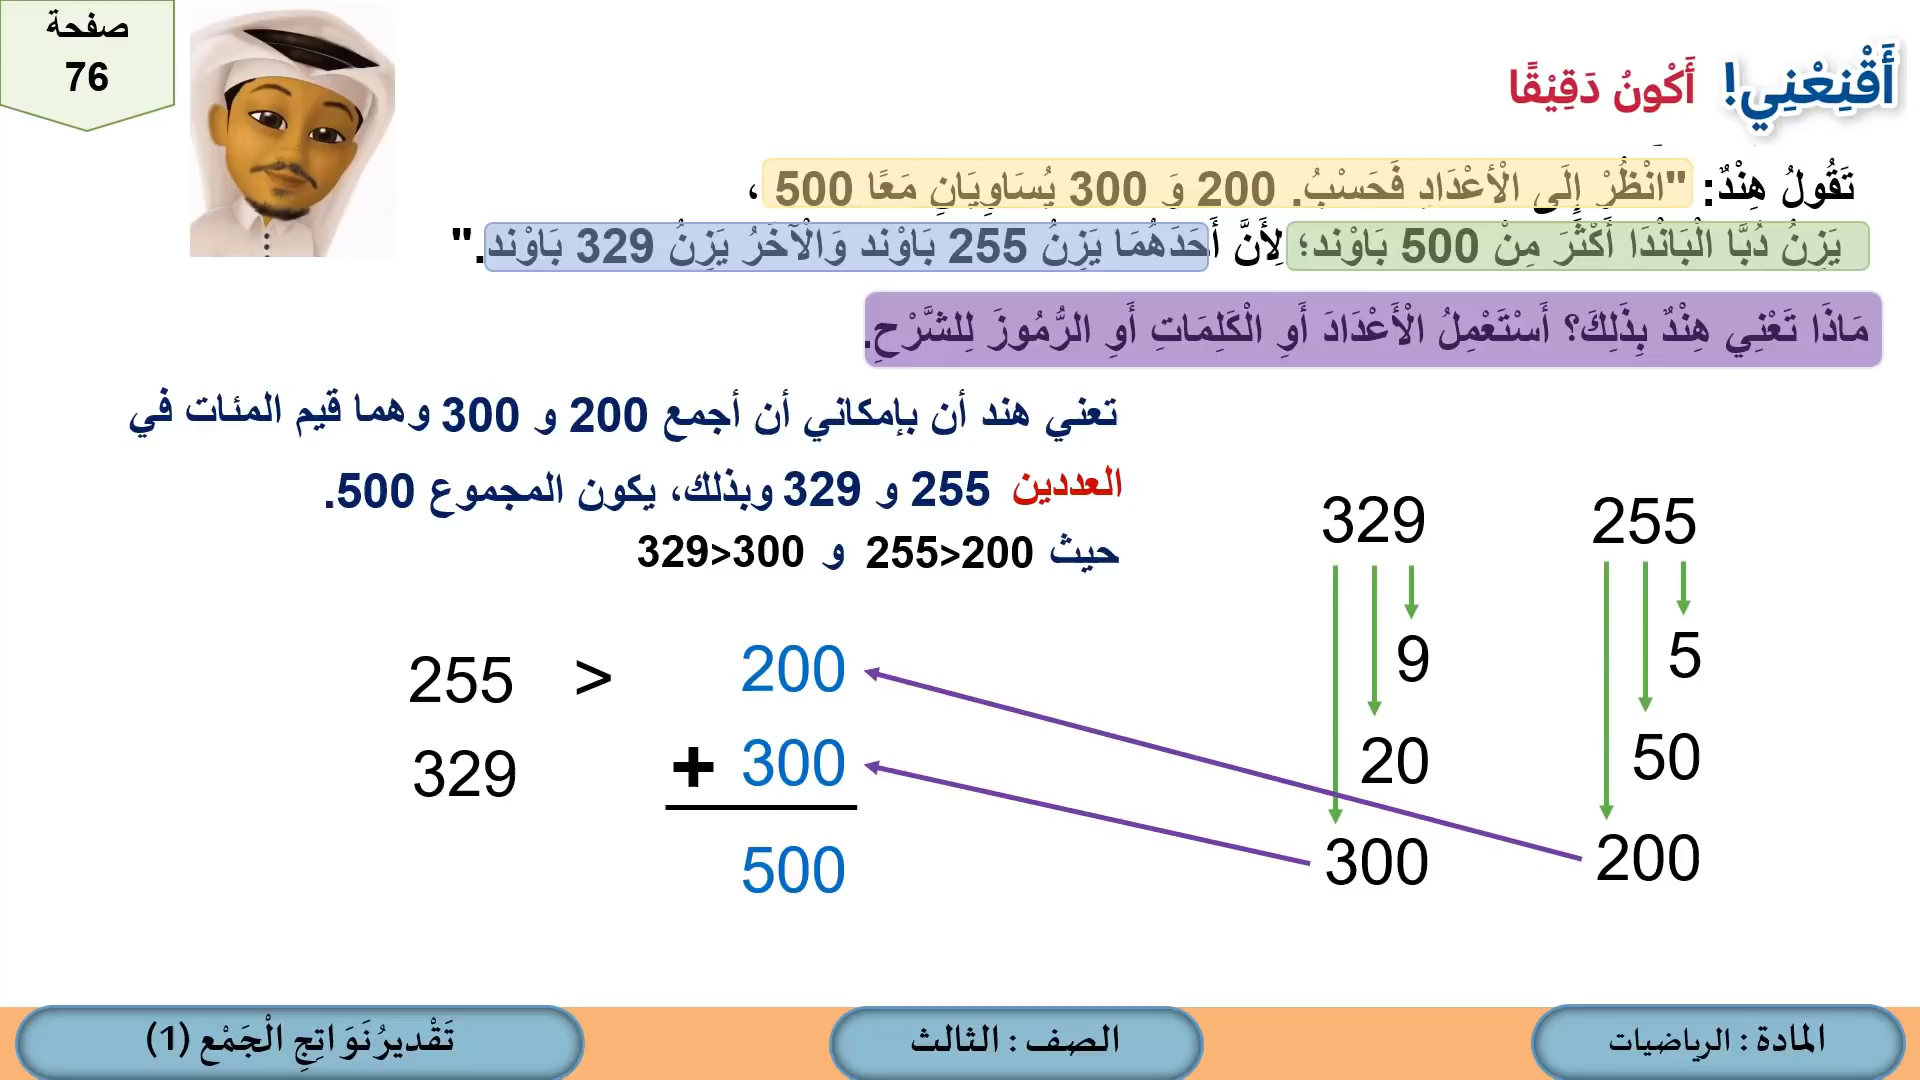 صفحة
76
أَقْنِعْنِي! أَكْونُ دَقِيْقًا
تَقُولُ هِنْدٌ: "انْظُرْ إِلَى الْأعْدَادِ فَحَسْبُ. 200 وَ 300 يُسَاوِيَانِ مَعًا 500 ،
يَزِنُ دُبَّا الْبَانْدَا أَكْثَرَ مِنْ 500 بَاوْند؛ لِأَنَّ أَحَدَهُمَا يَزِنُ 255 بَاوْند وَالْآخَرُ يَزِنُ 329 بَاوْند."
مَاذَا تَعْنِي هِنْدٌ بِذَلِكَ؟ أَسْتَعْمِلُ الْأَعْدَادَ أَوِ الْكَلِمَاتِ أَوِ الرُّمُوزَ لِلشَّرْحِ.
تعني هند أن بإمكاني أن أجمع 200 و 300 وهما قيم المئات في
العددين 255 و 329 وبذلك، يكون المجموع 500.
حيث 255>200 و 329>300
329 255
9 5
20 50
300 200
255 > 200
329 + 300
500
المادة : الرياضيات
الصف : الثالث
تَقْديرُ نَوَاتِجِ الْجَمْع (1)